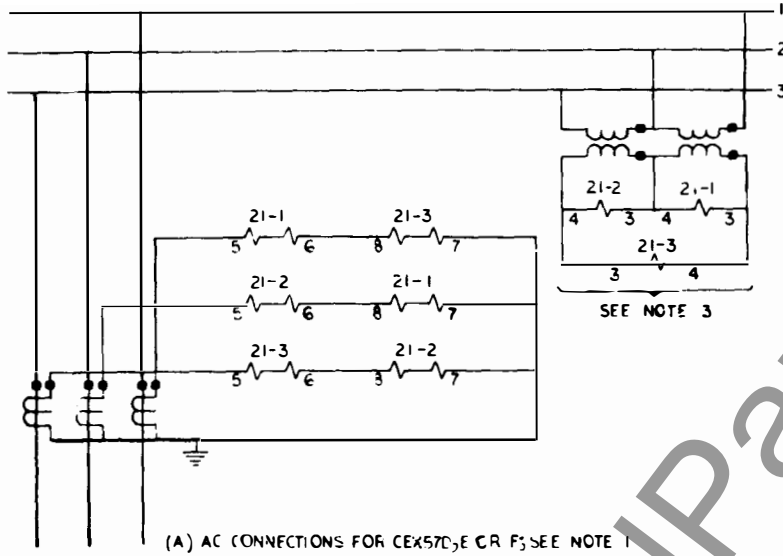 1
2
3
21-2 21-1
4 3 4 3
21-3
3 4
SEE NOTE 3
21-1 21-3
5 6 8 7
21-2 21-1
5 6 8 7
21-3 21-2
5 6 3 7
(A) AC CONNECTIONS FOR CEX57D,E OR F; SEE NOTE 1